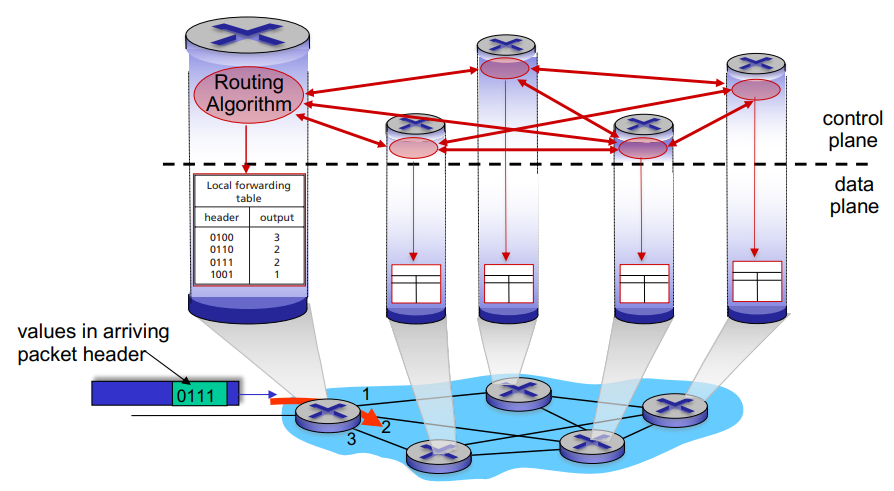 Routing
Algorithm
control
plane
data
plane
Local forwarding
table
header output
0100 3
0110 2
0111 2
1001 1
values in arriving
packet header
0111
1
2
3